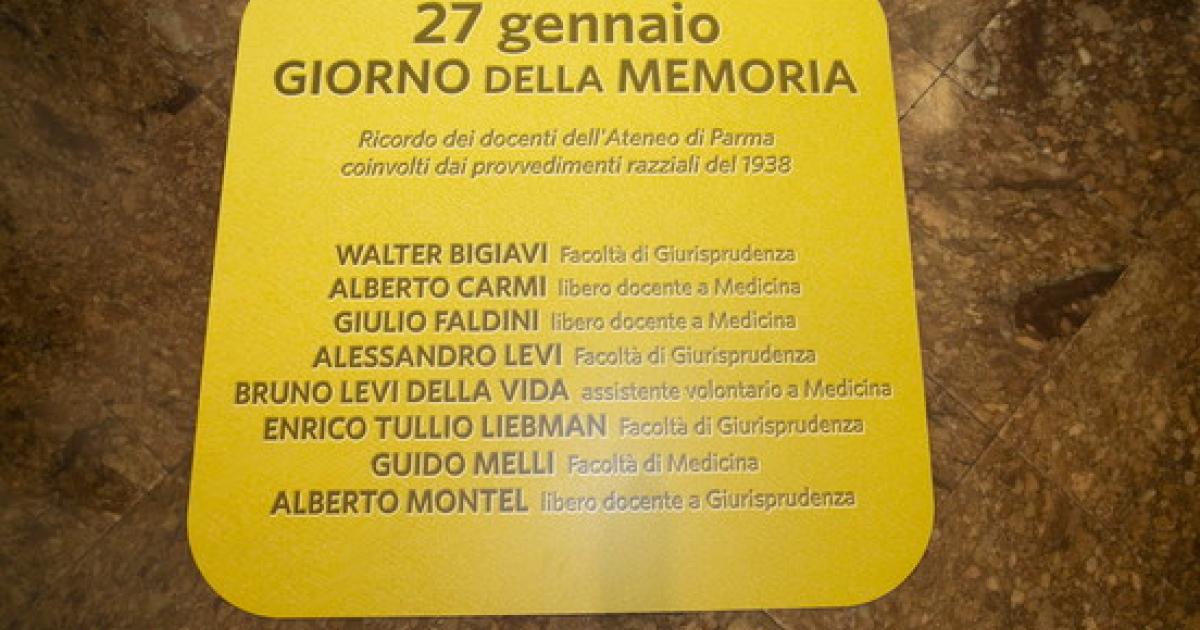 27 gennaio
GIORNO DELLA MEMORIA
Ricordo dei docenti dell'Ateneo di Parma
coinvolti dai provvedimenti razziali del 1938
WALTER BIGIAVI Facoltà di Giurisprudenza
ALBERTO CARMI libero docente a Medicina
GIULIO FALDINI libero docente a Medicina
ALESSANDRO LEVI Facoltà di Giurisprudenza
BRUNO LEVI DELLA VIDA assistente volontario a Medicina
ENRICO TULLIO LIEBMAN Facoltà di Giurisprudenza
GUIDO MELLI Facoltà di Medicina
ALBERTO MONTEL libero docente a Giurisprudenza